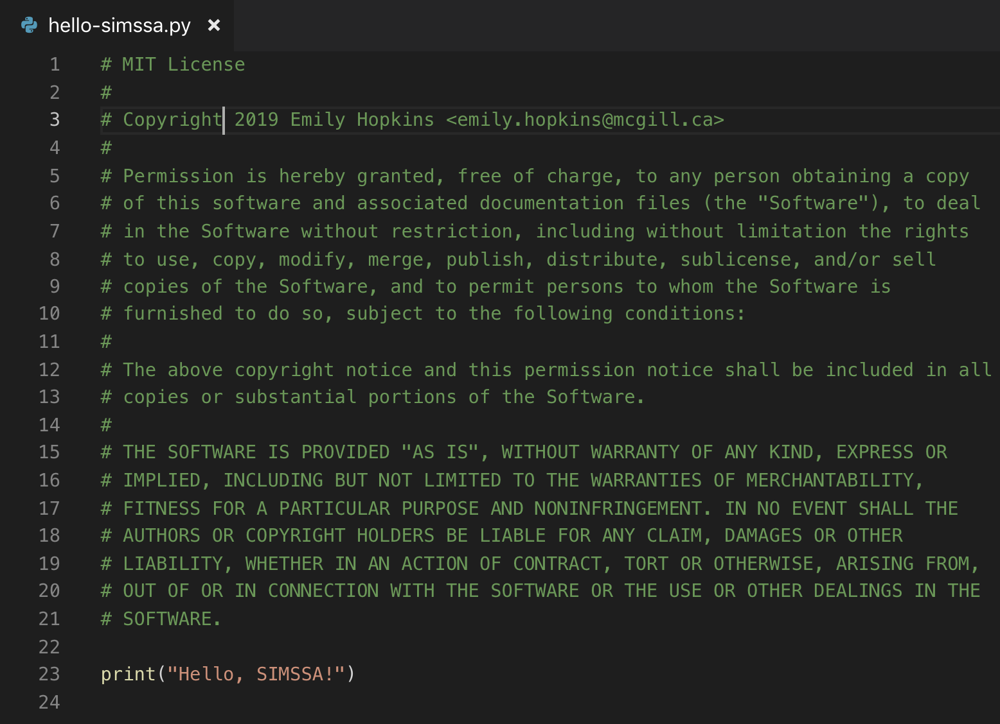 hello-simssa.py ×
1 # MIT License
2 #
3 # Copyright 2019 Emily Hopkins <emily.hopkins@mcgill.ca>
4 #
5 # Permission is hereby granted, free of charge, to any person obtaining a copy
6 # of this software and associated documentation files (the "Software"), to deal
7 # in the Software without restriction, including without limitation the rights
8 # to use, copy, modify, merge, publish, distribute, sublicense, and/or sell
9 # copies of the Software, and to permit persons to whom the Software is
10 # furnished to do so, subject to the following conditions:
11 #
12 # The above copyright notice and this permission notice shall be included in all
13 # copies or substantial portions of the Software.
14 #
15 # THE SOFTWARE IS PROVIDED "AS IS", WITHOUT WARRANTY OF ANY KIND, EXPRESS OR
16 # IMPLIED, INCLUDING BUT NOT LIMITED TO THE WARRANTIES OF MERCHANTABILITY,
17 # FITNESS FOR A PARTICULAR PURPOSE AND NONINFRINGEMENT. IN NO EVENT SHALL THE
18 # AUTHORS OR COPYRIGHT HOLDERS BE LIABLE FOR ANY CLAIM, DAMAGES OR OTHER
19 # LIABILITY, WHETHER IN AN ACTION OF CONTRACT, TORT OR OTHERWISE, ARISING FROM,
20 # OUT OF OR IN CONNECTION WITH THE SOFTWARE OR THE USE OR OTHER DEALINGS IN THE
21 # SOFTWARE.
22
23 print("Hello, SIMSSA!")
24